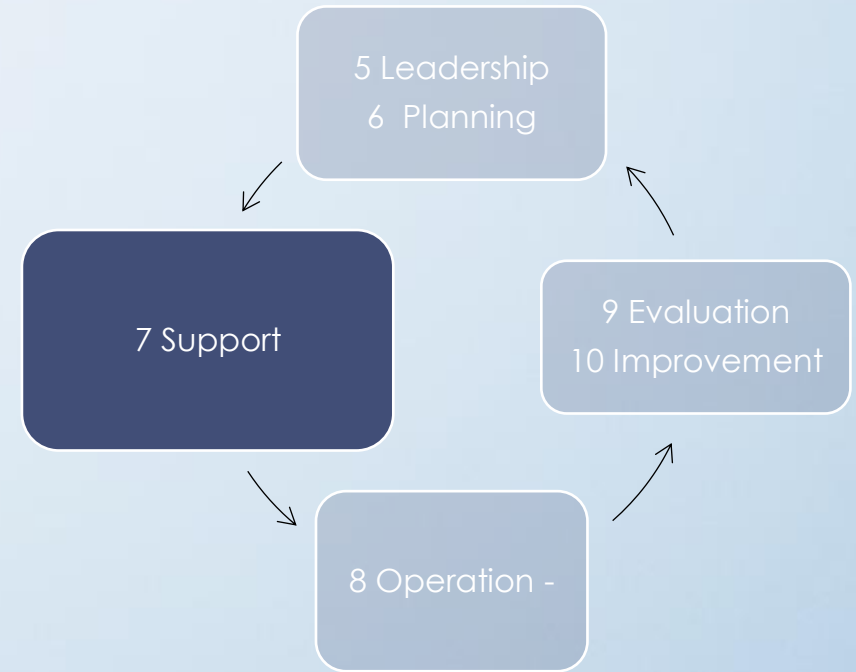 5 Leadership
6 Planning
7 Support
9 Evaluation
10 Improvement
8 Operation -